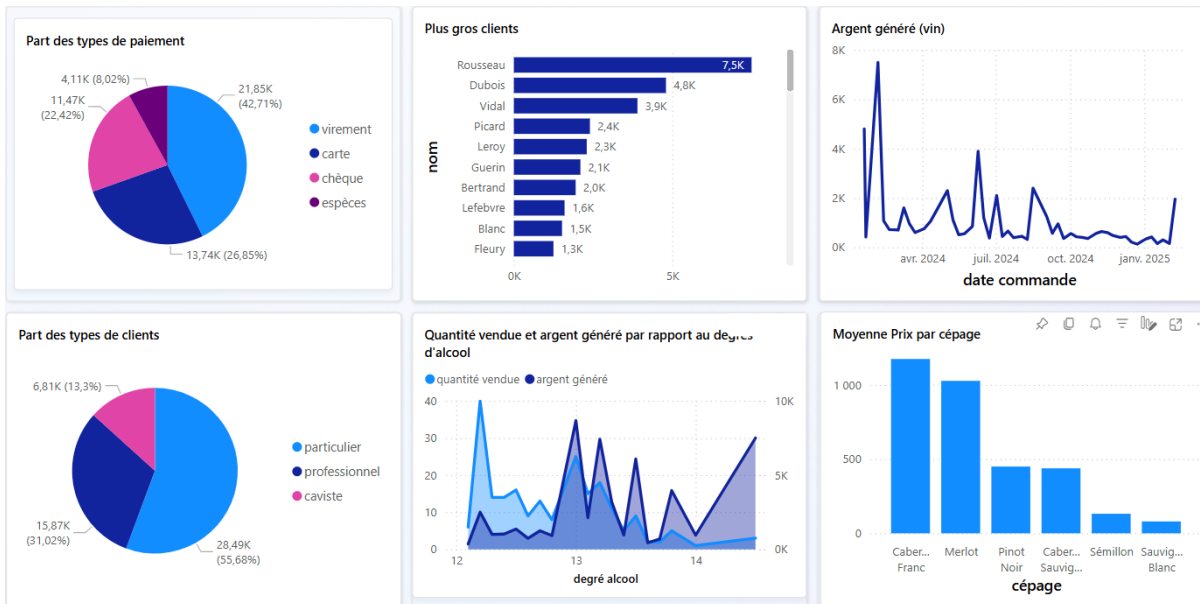 Part des types de paiement
4,11K (8,02%)
11,47K
(22,42%)
21,85K
(42,71%)
13,74K (26,85%)
virement
carte
chèque
espèces
Plus gros clients
nom
Rousseau 7,5K
Dubois 4,8K
Vidal 3,9K
Picard 2,4K
Leroy 2,3K
Guerin 2,1K
Bertrand 2,0K
Lefebvre 1,6K
Blanc 1,5K
Fleury 1,3K
0K 5K
Argent généré (vin)
8K
6K
4K
2K
0K
avr. 2024 juil. 2024 oct. 2024 janv. 2025
date commande
Part des types de clients
6,81K (13,3%)
15,87K
(31,02%)
28,49K
(55,68%)
particulier
professionnel
caviste
Quantité vendue et argent généré par rapport au degrés
d'alcool
quantité vendue argent généré
40 10K
30
20 5K
10
0 0K
12 13 14
degré alcool
Moyenne Prix par cépage
1 000
500
0
Caber... Merlot Pinot Caber... Sémillon Sauvig...
Franc Noir Sauvig... Blanc
cépage